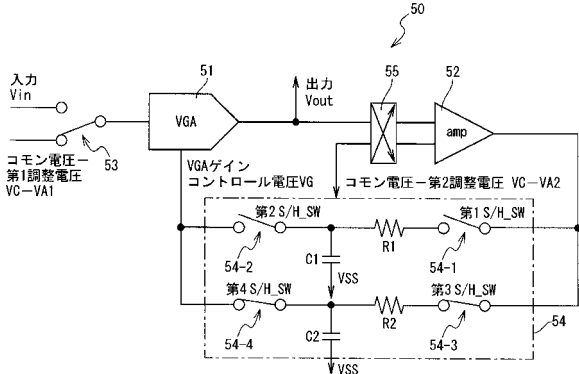 50
入力
Vin
51
VGA
出力
Vout
55
52
amp
コモン電圧－
第1調整電圧
VC-VA1
53
VGAゲイン
コントロール電圧VG
コモン電圧－第2調整電圧 VC-VA2
第2 S/H_SW
第1 S/H_SW
R1
54-2
C1
54-1
VSS
第4 S/H_SW
第3 S/H_SW
R2
54
54-4
C2
54-3
VSS